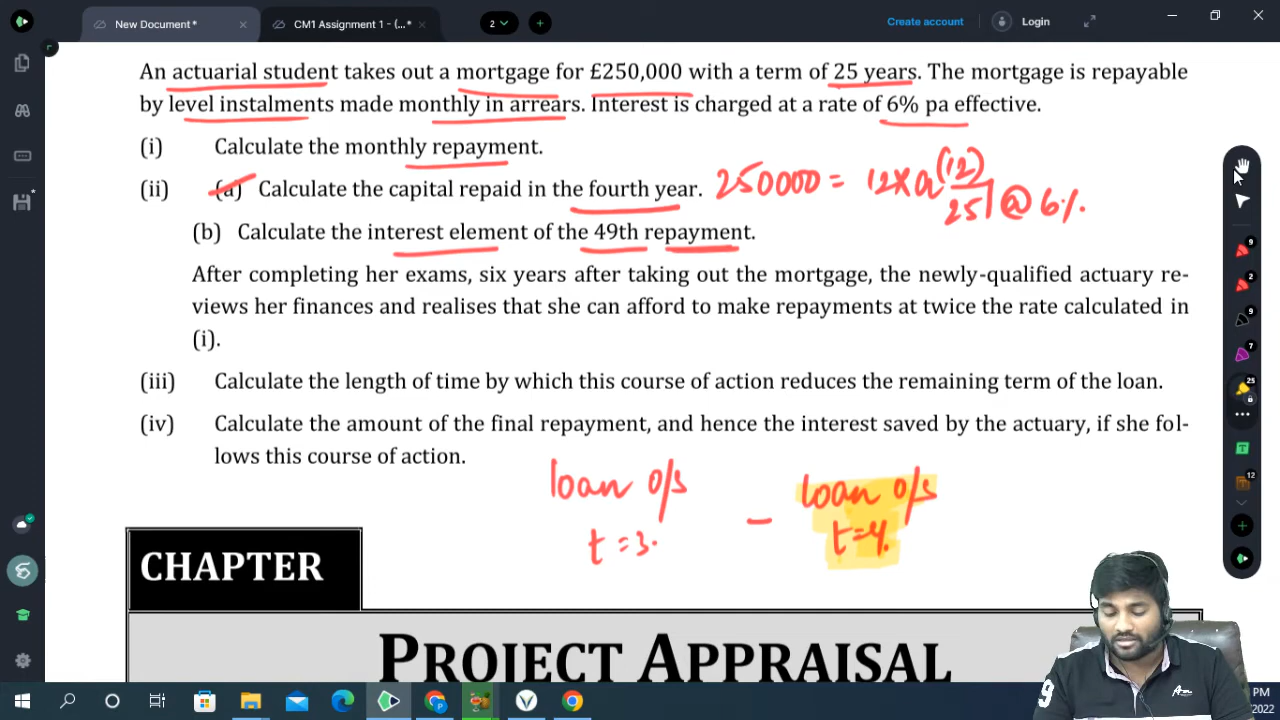 New Document*
CM1 Assignment 1 - (...*
2
Create account
Login
An actuarial student takes out a mortgage for £250,000 with a term of 25 years. The mortgage is repayable
by level instalments made monthly in arrears. Interest is charged at a rate of 6% pa effective.
(i) Calculate the monthly repayment.
(ii) (a) Calculate the capital repaid in the fourth year.
250000 = 12×a(12)25 @ 6%.
(b) Calculate the interest element of the 49th repayment.
After completing her exams, six years after taking out the mortgage, the newly-qualified actuary re-
views her finances and realises that she can afford to make repayments at twice the rate calculated in
(i).
(iii) Calculate the length of time by which this course of action reduces the remaining term of the loan.
(iv) Calculate the amount of the final repayment, and hence the interest saved by the actuary, if she fol-
lows this course of action.
loan o/s - loan o/s
t=3. t=4.
CHAPTER
PROJECT APPRAISAL
9
2
9
7
25
T
12
9
PM
2022